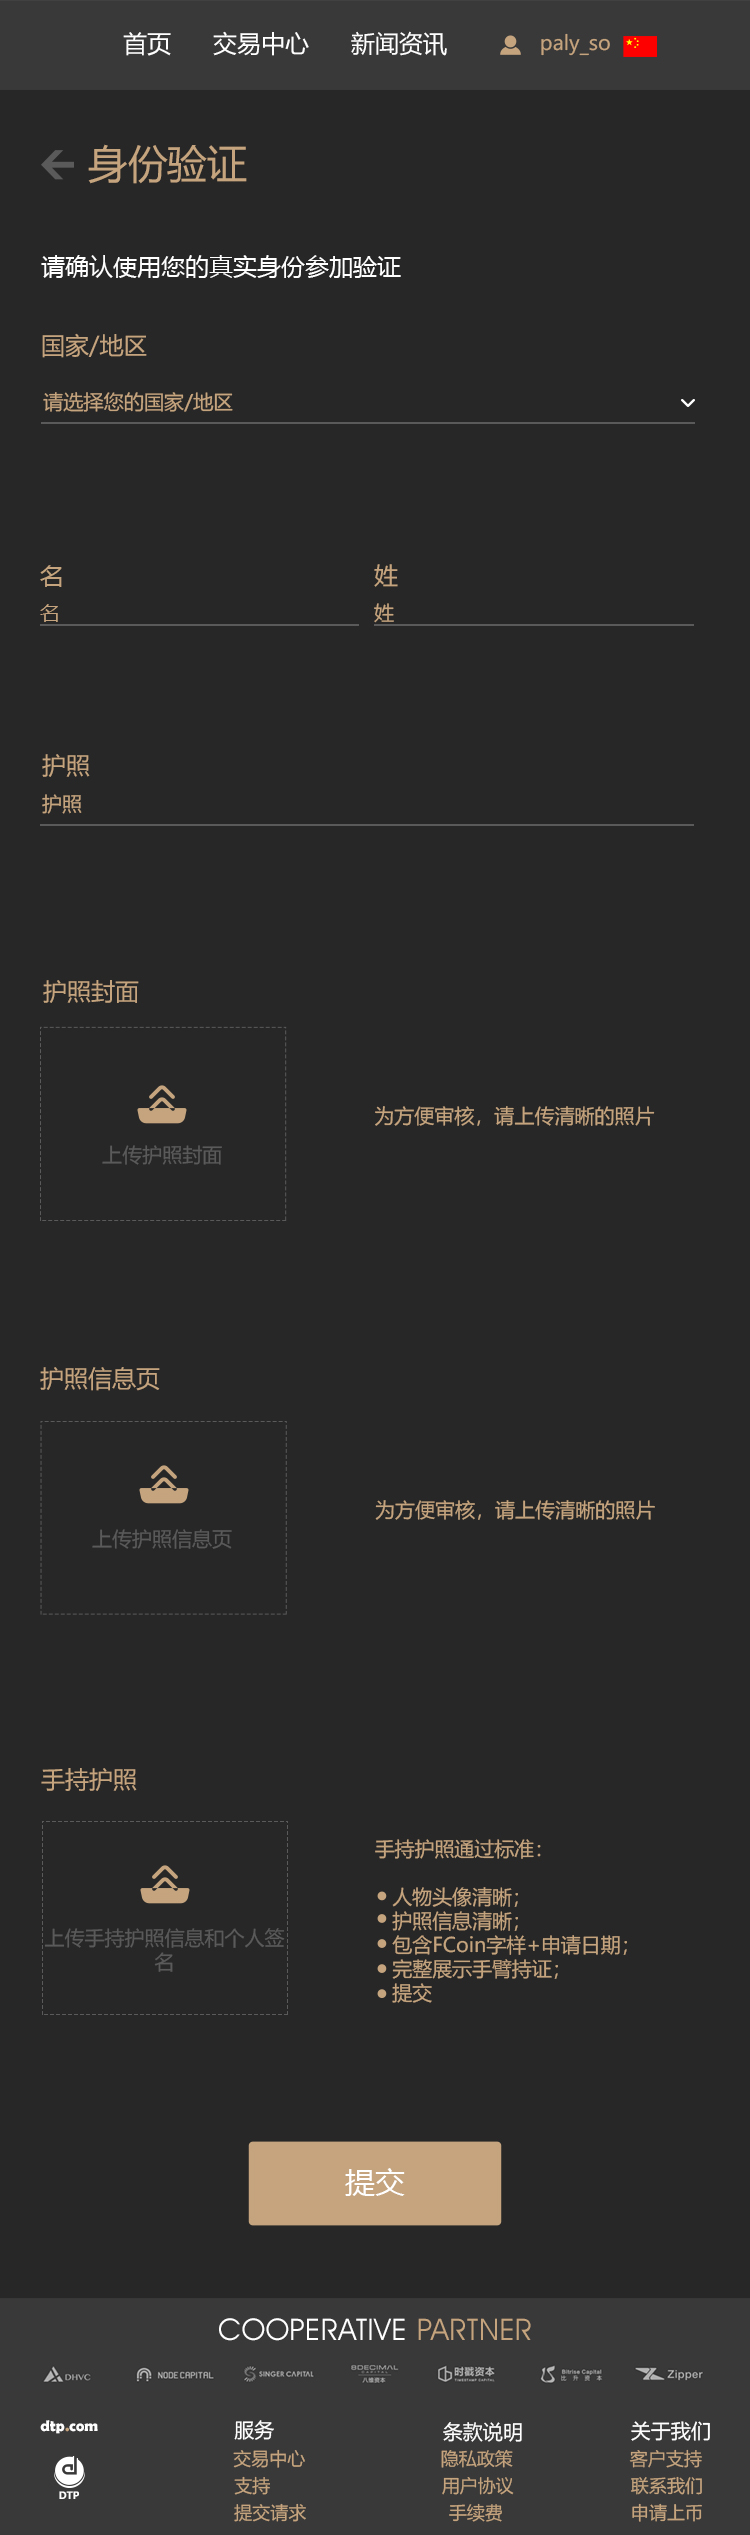 首页 交易中心 新闻资讯 paly_so
身份验证
请确认使用您的真实身份参加验证
国家/地区
请选择您的国家/地区
名 姓
名 姓
护照
护照
护照封面
上传护照封面
为方便审核，请上传清晰的照片
护照信息页
上传护照信息页
为方便审核，请上传清晰的照片
手持护照
上传手持护照信息和个人签
名
手持护照通过标准：
人物头像清晰；
护照信息清晰；
包含FCoin字样+申请日期；
完整展示手臂持证；
提交
提交
COOPERATIVE PARTNER
DHVC NODE CAPITAL SINGER CAPITAL 8DECIMAL CAPITAL 八维资本 时戳资本 TIMESTAMP CAPITAL Bitrise Capital 比升资本 Zipper
dtp.com 服务 条款说明 关于我们
交易中心 隐私政策 客户支持
支持 用户协议 联系我们
DTP
提交请求 手续费 申请上币